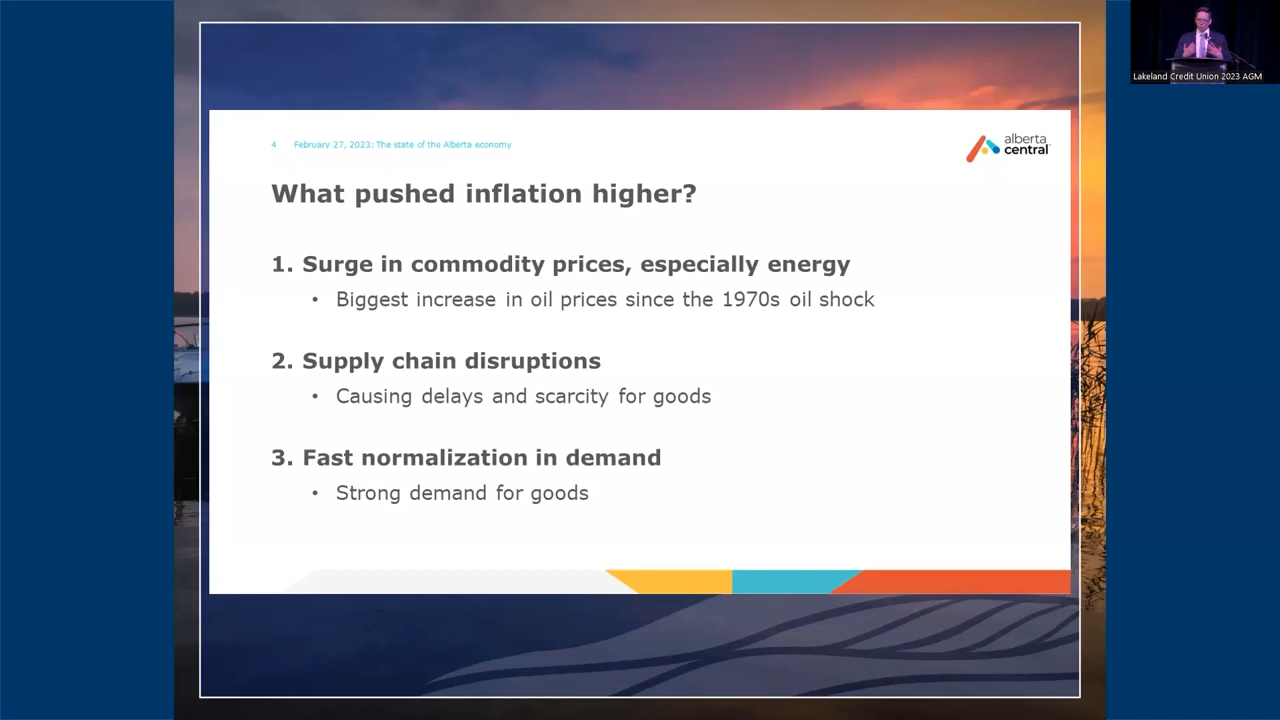 Lakeland Credit Union 2023 AGM
4 February 27, 2023: The state of the Alberta economy
alberta
central
What pushed inflation higher?
1. Surge in commodity prices, especially energy
• Biggest increase in oil prices since the 1970s oil shock
2. Supply chain disruptions
• Causing delays and scarcity for goods
3. Fast normalization in demand
• Strong demand for goods